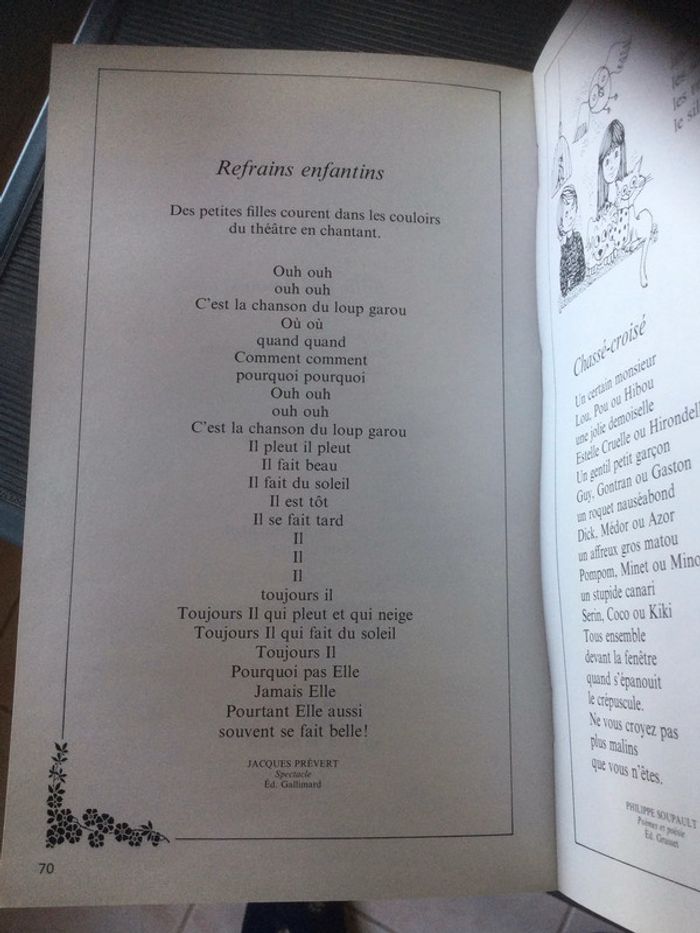 Refrains enfantins
Des petites filles courent dans les couloirs
du théâtre en chantant.
Ouh ouh
ouh ouh
C'est la chanson du loup garou
Où où
quand quand
Comment comment
pourquoi pourquoi
Ouh ouh
ouh ouh
C'est la chanson du loup garou
Il pleut il pleut
Il fait beau
Il fait du soleil
Il est tôt
Il se fait tard
Il
Il
Il
toujours il
Toujours Il qui pleut et qui neige
Toujours Il qui fait du soleil
Toujours Il
Pourquoi pas Elle
Jamais Elle
Pourtant Elle aussi
souvent se fait belle!
JACQUES PRÉVERT
Spectacle
Éd. Gallimard
70
les
le
Chassé-croisé
Un certain monsieur
Lou, Pou ou Hibou
une jolie demoiselle
Estelle Cruelle ou Hirondell
Un gentil petit garçon
Guy, Gontran ou Gaston
un roquet nauséabond
Dick, Médor ou Azor
un affreux gros matou
Pompom, Minet ou Mino
un stupide canari
Serin, Coco ou Kiki
Tous ensemble
devant la fenêtre
quand s'épanouit
le crépuscule.
Ne vous croyez pas
plus malins
que vous n'êtes.
PHILIPPE SOUPAULT
Poèmes et poésie
Éd. Grasset